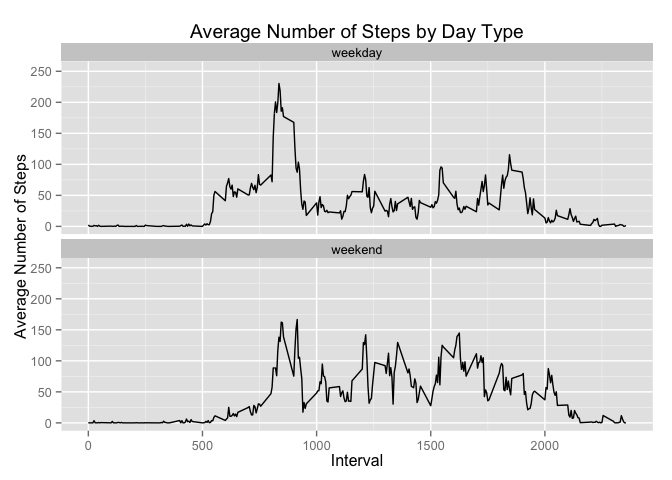 Average Number of Steps by Day Type
weekday
250
200
150
100
50
0
Average Number of Steps
weekend
250
200
150
100
50
0
0 500 1000 1500 2000
Interval